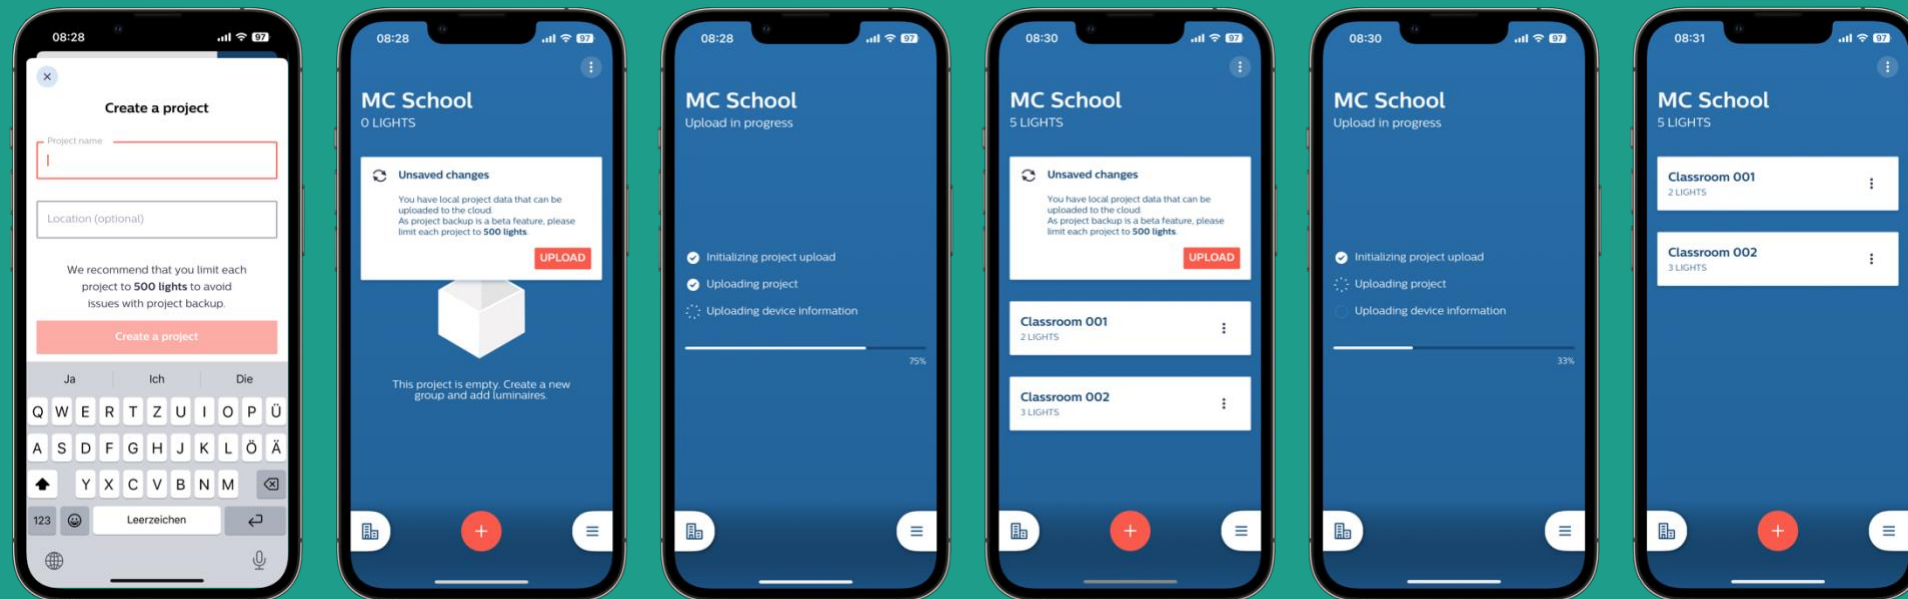 08:28
97
Create a project
Project name
Location (optional)
We recommend that you limit each
project to 500 lights to avoid
issues with project backup.
Create a project
Ja Ich Die
Q W E R T Z U I O P Ü
A S D F G H J K L Ö Ä
Y X C V B N M
123 Leerzeichen
08:28
97
MC School
0 LIGHTS
Unsaved changes
You have local project data that can be
uploaded to the cloud.
As project backup is a beta feature, please
limit each project to 500 lights.
UPLOAD
This project is empty. Create a new
group and add luminaires.
08:28
97
MC School
Upload in progress
Initializing project upload
Uploading project
Uploading device information
75%
08:30
97
MC School
5 LIGHTS
Unsaved changes
You have local project data that can be
uploaded to the cloud.
As project backup is a beta feature, please
limit each project to 500 lights.
UPLOAD
Classroom 001
2 LIGHTS
Classroom 002
3 LIGHTS
08:30
97
MC School
Upload in progress
Initializing project upload
Uploading project
Uploading device information
33%
08:31
97
MC School
5 LIGHTS
Classroom 001
2 LIGHTS
Classroom 002
3 LIGHTS